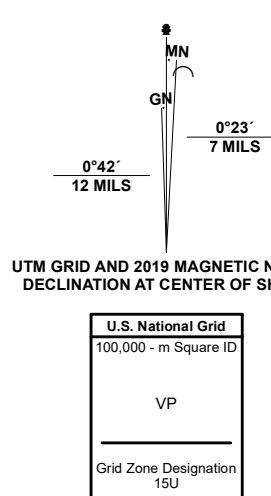 MN
GN
0°23´
7 MILS
0°42´
12 MILS
UTM GRID AND 2019 MAGNETIC N
DECLINATION AT CENTER OF SH
U.S. National Grid
100,000 - m Square ID
VP
Grid Zone Designation
15U